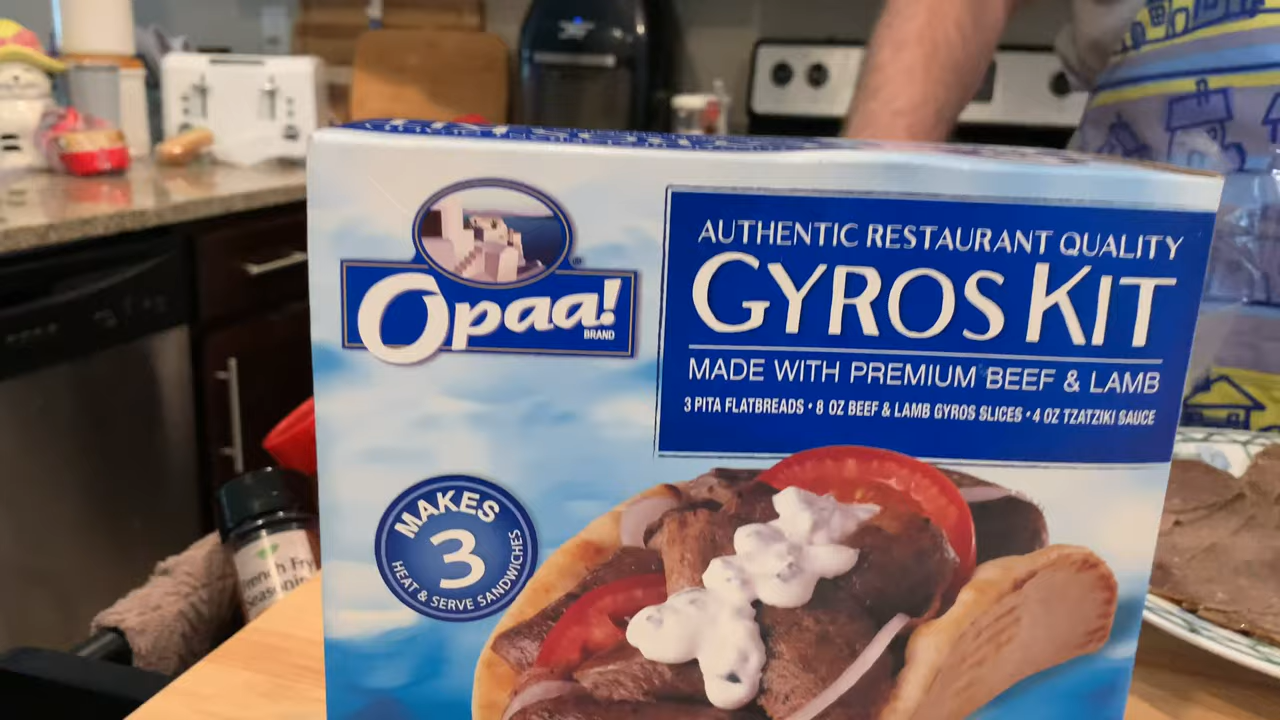 Opaa!
BRAND
AUTHENTIC RESTAURANT QUALITY
GYROS KIT
MADE WITH PREMIUM BEEF & LAMB
3 PITA FLATBREADS • 8 OZ BEEF & LAMB GYROS SLICES • 4 OZ TZATZIKI SAUCE
MAKES
3
HEAT & SERVE SANDWICHES
French Fry
Seasoning